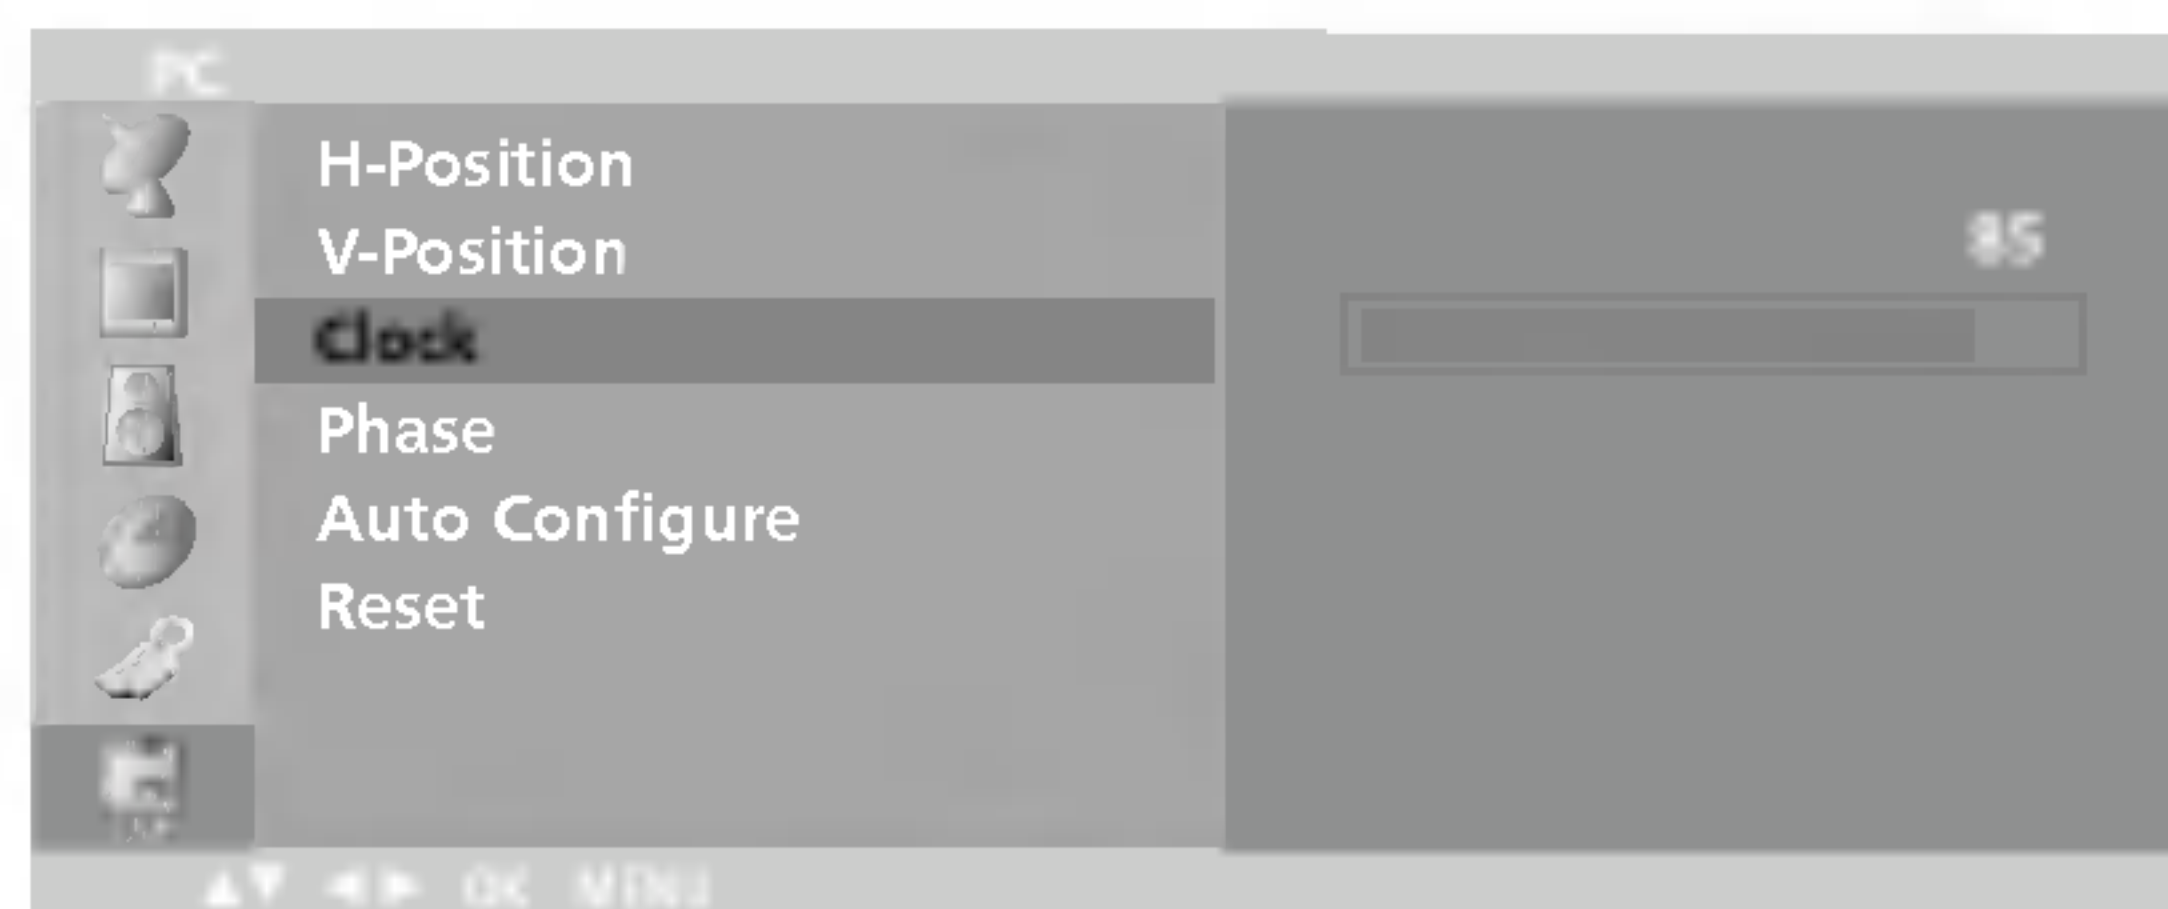 PC
H-Position
V-Position
85
Clock
Phase
Auto Configure
Reset
▲▼ ◀▶ OK MENU